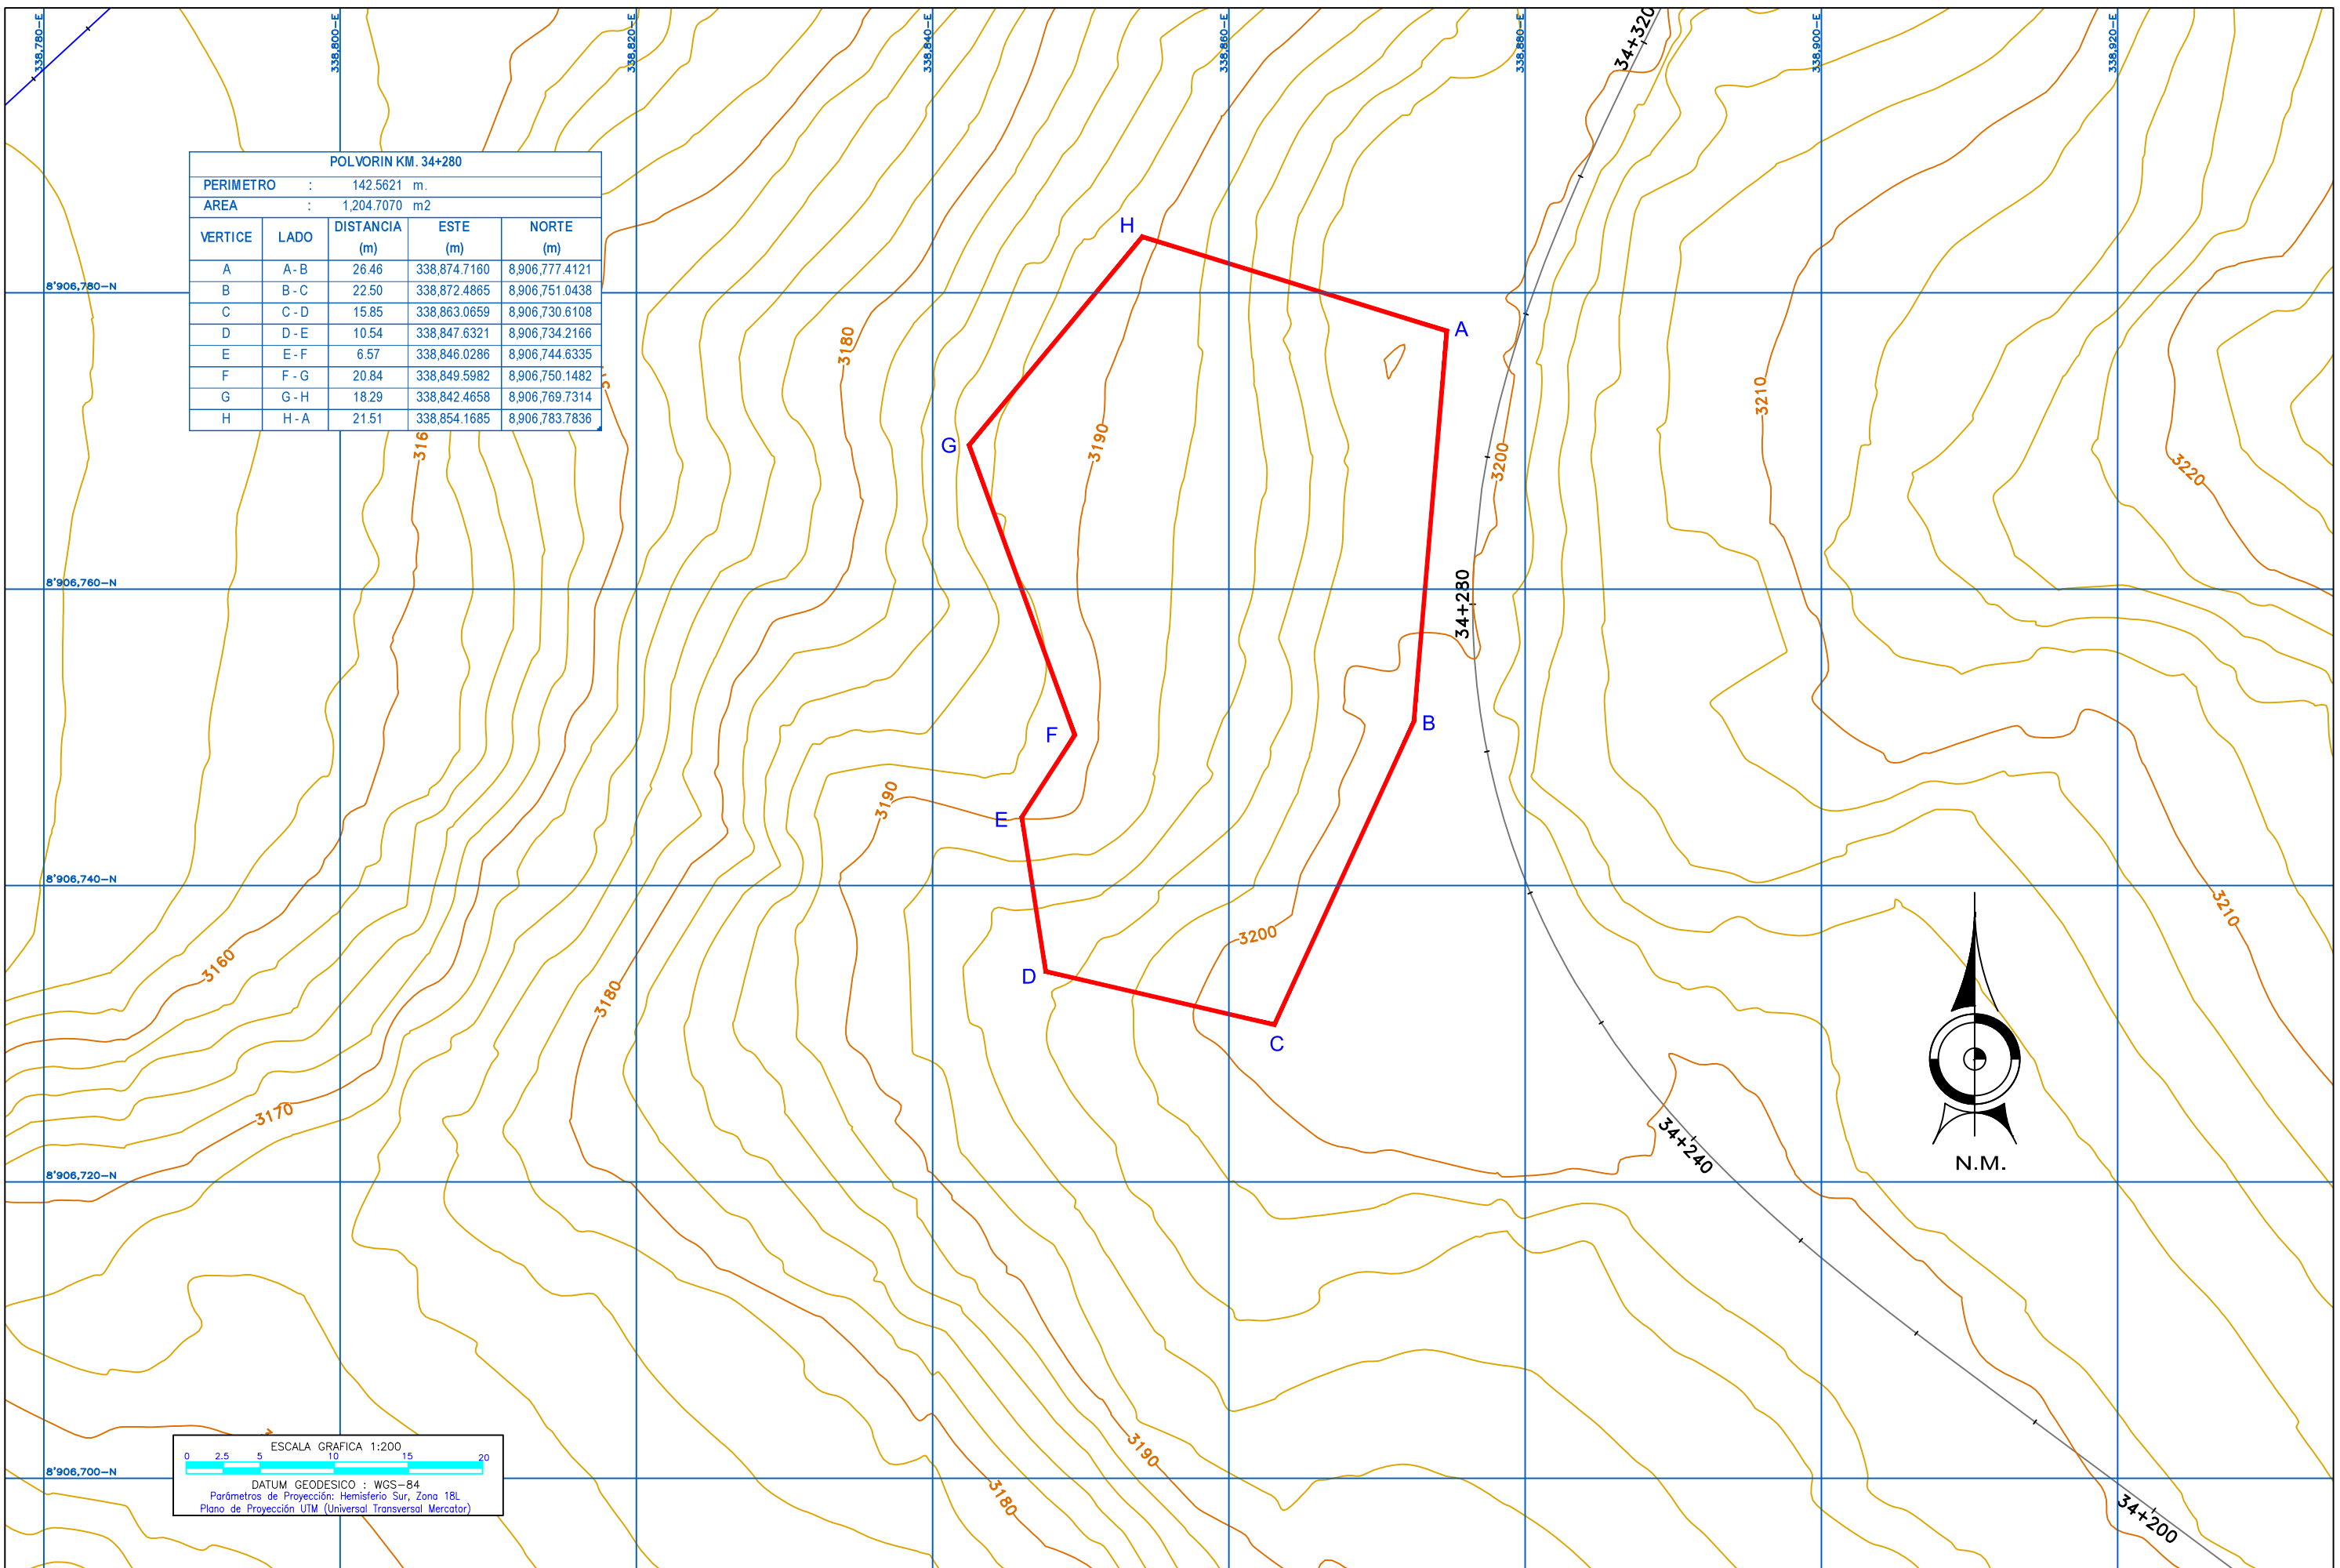 338,780-E
338,800-E
338,820-E
338,840-E
338,860-E
338,880-E
338,900-E
338,920-E
34+320
POLVORIN KM. 34+280
PERIMETRO : 142.5621 m.
AREA : 1,204.7070 m2
VERTICE LADO DISTANCIA (m) ESTE (m) NORTE (m)
A A-B 26.46 338,874.7160 8,906,777.4121
B B-C 22.50 338,872.4865 8,906,751.0438
C C-D 15.85 338,863.0659 8,906,730.6108
D D-E 10.54 338,847.6321 8,906,734.2166
E E-F 6.57 338,846.0286 8,906,744.6335
F F-G 20.84 338,849.5982 8,906,750.1482
G G-H 18.29 338,842.4658 8,906,769.7314
H H-A 21.51 338,854.1685 8,906,783.7836
H
8'906,780-N
A
3180
3210
3190
G
3200
3220
316
8'906,760-N
34+280
B
F
3190
E
8'906,740-N
3210
3200
3160
D
3180
C
3170
34+240
N.M.
8'906,720-N
3190
ESCALA GRAFICA 1:200
0 2.5 5 10 15 20
DATUM GEODESICO : WGS-84
Parámetros de Proyección: Hemisferio Sur, Zona 18L
Plano de Proyección UTM (Universal Transversal Mercator)
8'906,700-N
3180
34+200